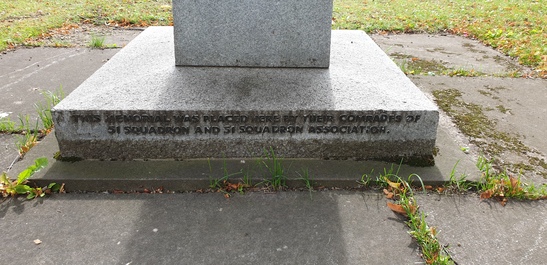 THIS MEMORIAL WAS PLACED HERE BY THEIR COMRADES OF
51 SQUADRON AND 51 SQUADRON ASSOCIATION.